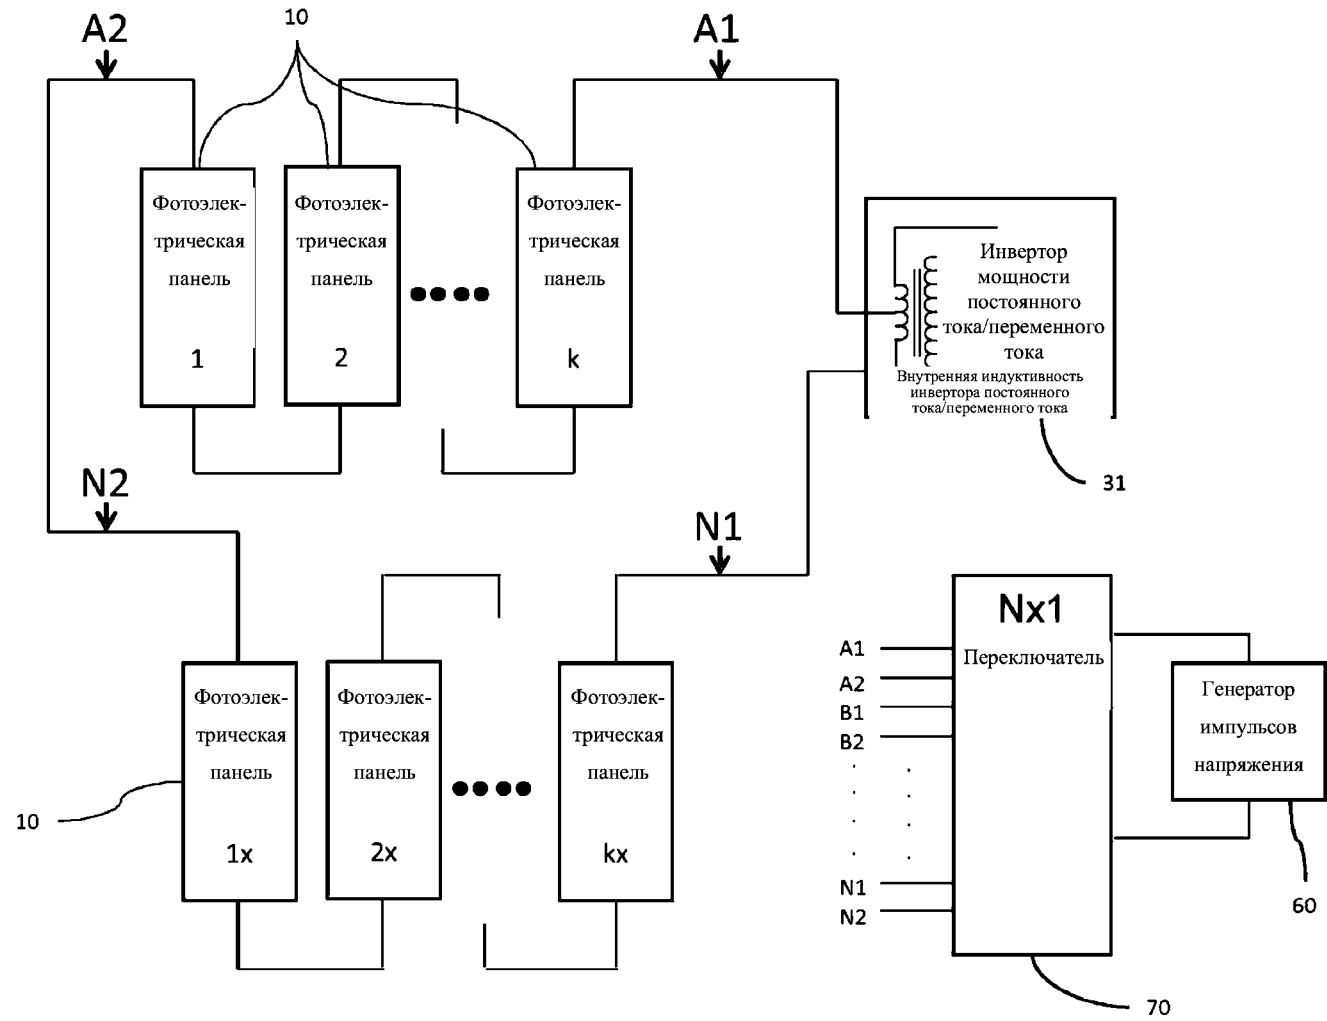 A2
10
A1
Фотоэлек-
трическая
панель
1
Фотоэлек-
трическая
панель
2
Фотоэлек-
трическая
панель
k
Инвертор
мощности
постоянного
тока/переменного
тока
Внутренняя индуктивность
инвертора постоянного
тока/переменного тока
31
N2
N1
Фотоэлек-
трическая
панель
1x
Фотоэлек-
трическая
панель
2x
Фотоэлек-
трическая
панель
kx
10
Nx1
Переключатель
A1
A2
B1
B2
N1
N2
Генератор
импульсов
напряжения
60
70